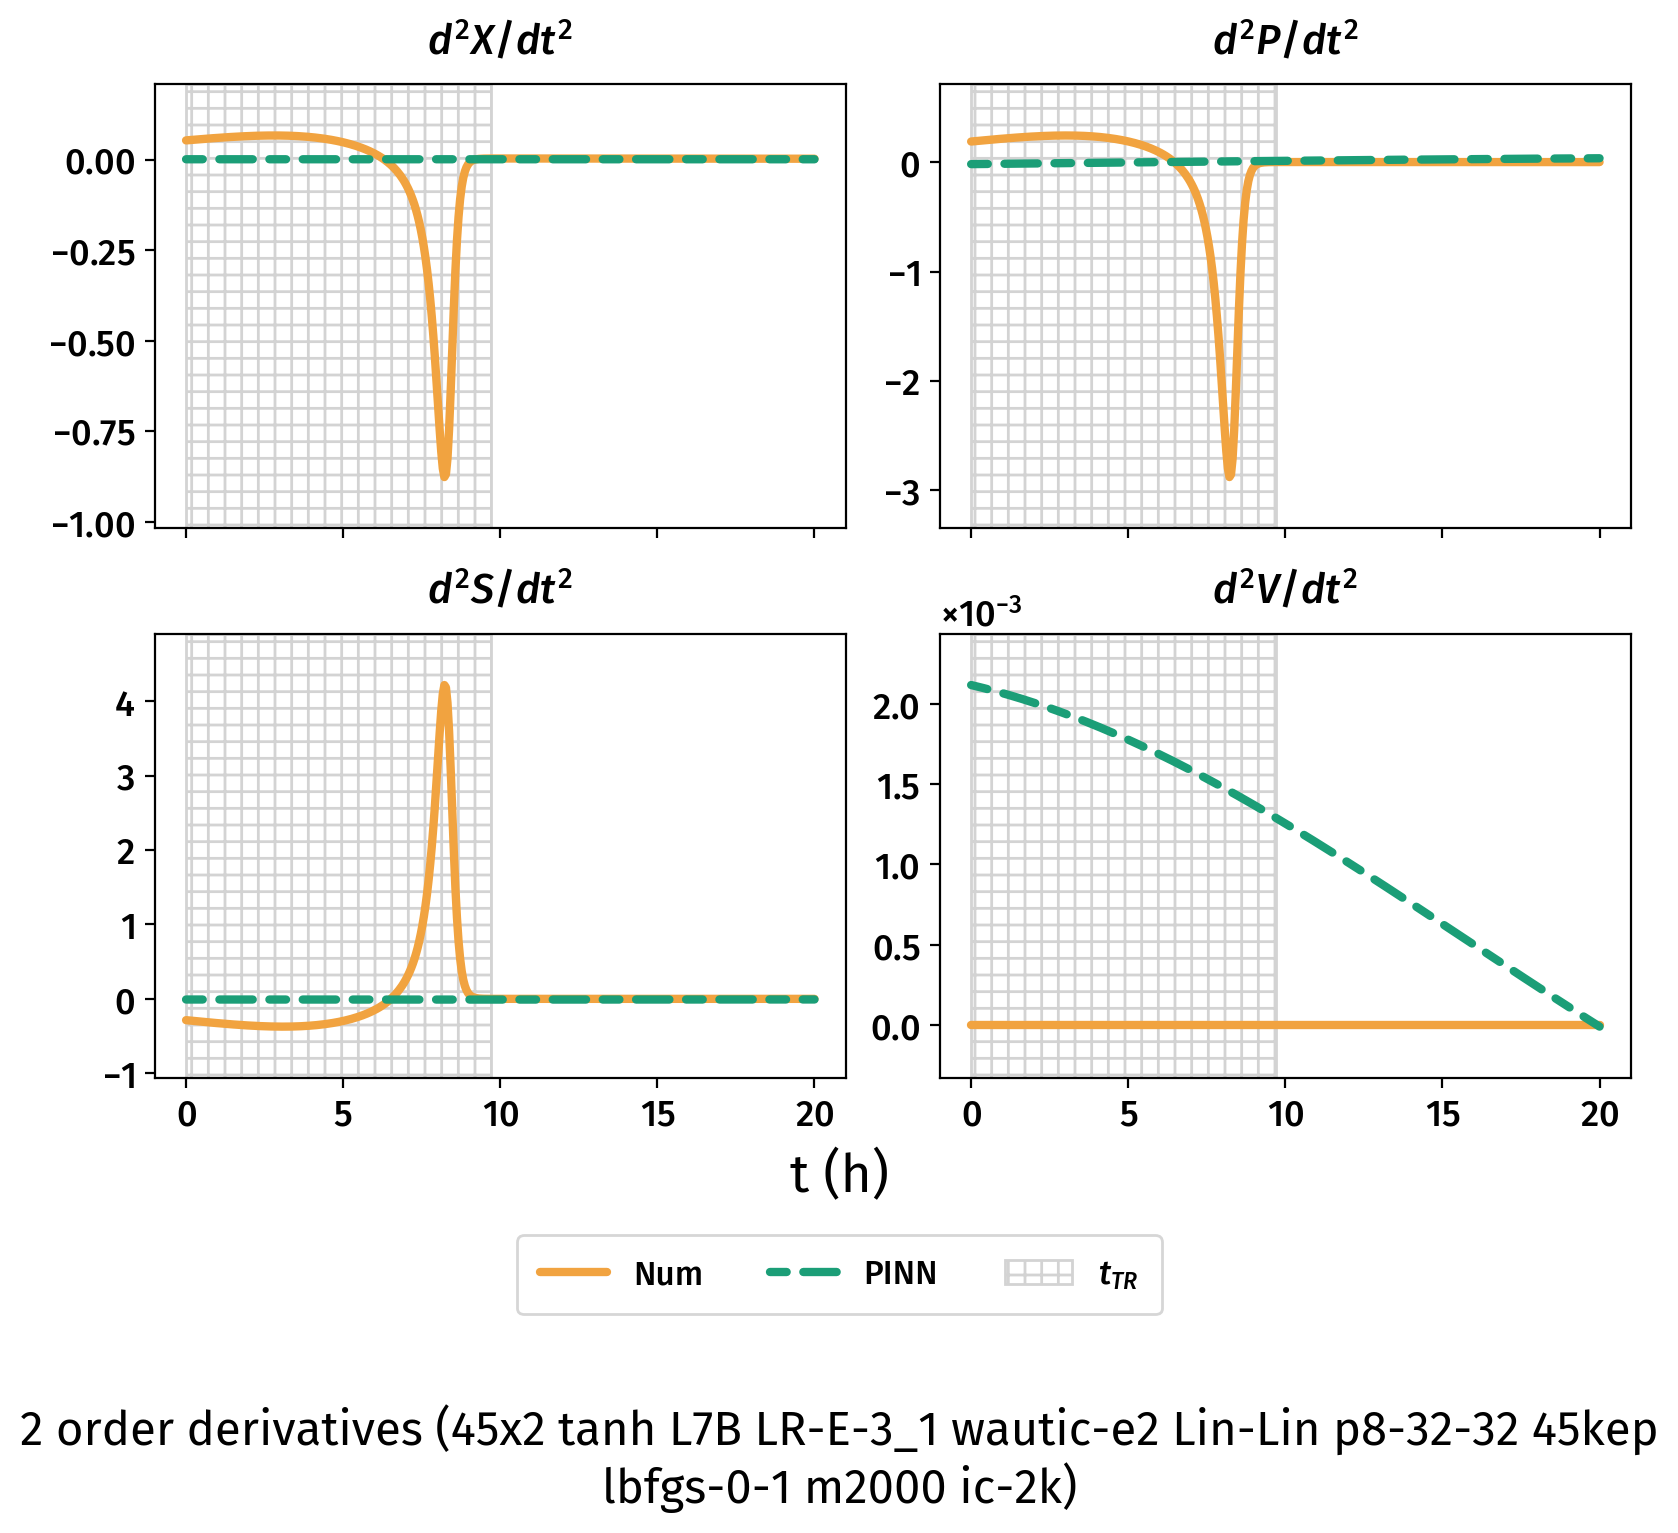 d²X/dt²
d²P/dt²
0.00
−0.25
−0.50
−0.75
−1.00
0
−1
−2
−3
d²S/dt²
d²V/dt²
×10⁻³
4
3
2
1
0
−1
2.0
1.5
1.0
0.5
0.0
0 5 10 15 20
0 5 10 15 20
t (h)
Num PINN t_TR
2 order derivatives (45x2 tanh L7B LR-E-3_1 wautic-e2 Lin-Lin p8-32-32 45kep
lbfgs-0-1 m2000 ic-2k)